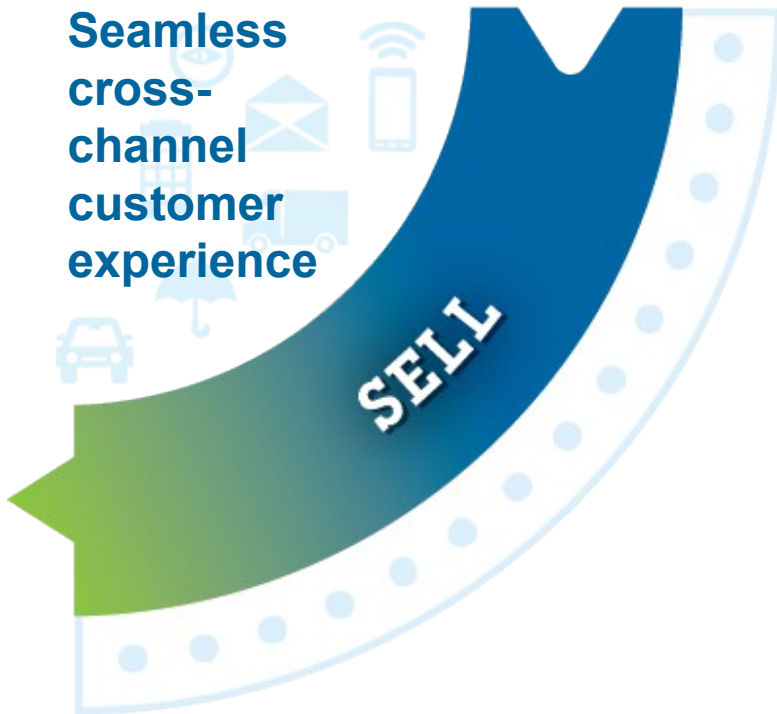 Seamless
cross-
channel
customer
experience
SELL